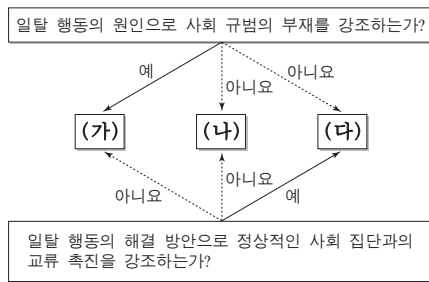 일탈 행동의 원인으로 사회 규범의 부재를 강조하는가?
예
아니요
아니요
(가)
(나)
(다)
아니요
아니요
예
일탈 행동의 해결 방안으로 정상적인 사회 집단과의
교류 촉진을 강조하는가?